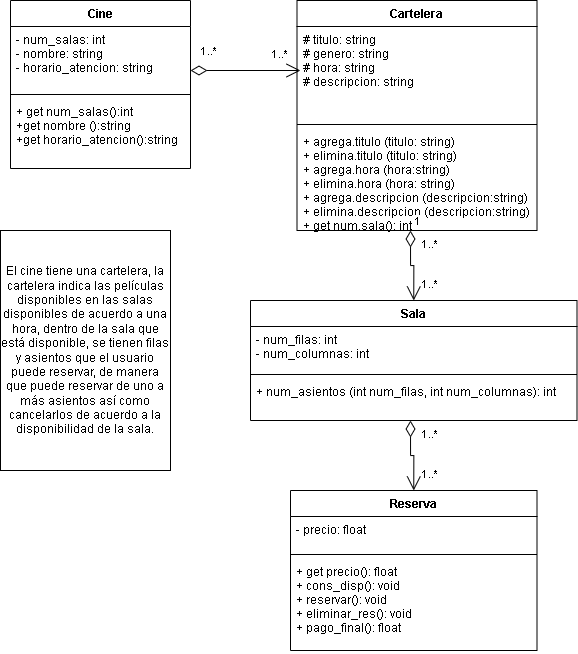 Cine
- num_salas: int
- nombre: string
- horario_atencion: string
+ get num_salas():int
+get nombre ():string
+get horario_atencion():string
1..*
1..*
Cartelera
# titulo: string
# genero: string
# hora: string
# descripcion: string
+ agrega.titulo (titulo: string)
+ elimina.titulo (titulo: string)
+ agrega.hora (hora:string)
+ elimina.hora (hora: string)
+ agrega.descripcion (descripcion:string)
+ elimina.descripcion (descripcion:string)
+ get num.sala(): int
1
1..*
1..*
El cine tiene una cartelera, la
cartelera indica las películas
disponibles en las salas
disponibles de acuerdo a una
hora, dentro de la sala que
está disponible, se tienen filas
y asientos que el usuario
puede reservar, de manera
que puede reservar de uno a
más asientos así como
cancelarlos de acuerdo a la
disponibilidad de la sala.
Sala
- num_filas: int
- num_columnas: int
+ num_asientos (int num_filas, int num_columnas): int
1..*
1..*
Reserva
- precio: float
+ get precio(): float
+ cons_disp(): void
+ reservar(): void
+ eliminar_res(): void
+ pago_final(): float